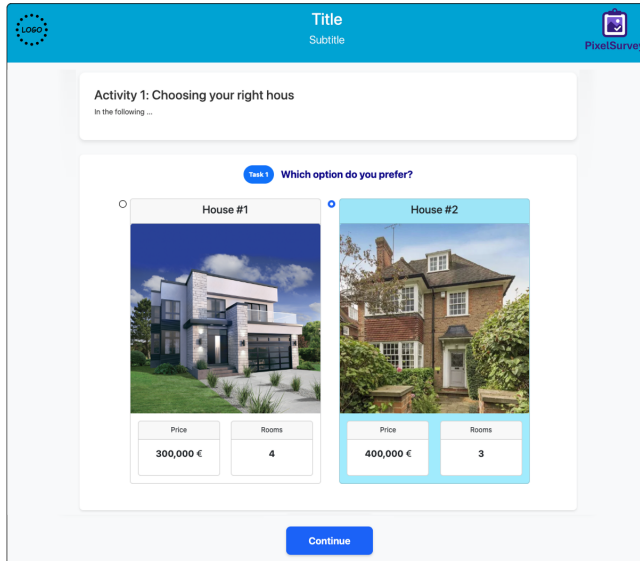 LOGO
Title
Subtitle
PixelSurvey
Activity 1: Choosing your right hous
In the following ...
Task 1 Which option do you prefer?
House #1
House #2
Price
Rooms
300,000 €
4
Price
Rooms
400,000 €
3
Continue